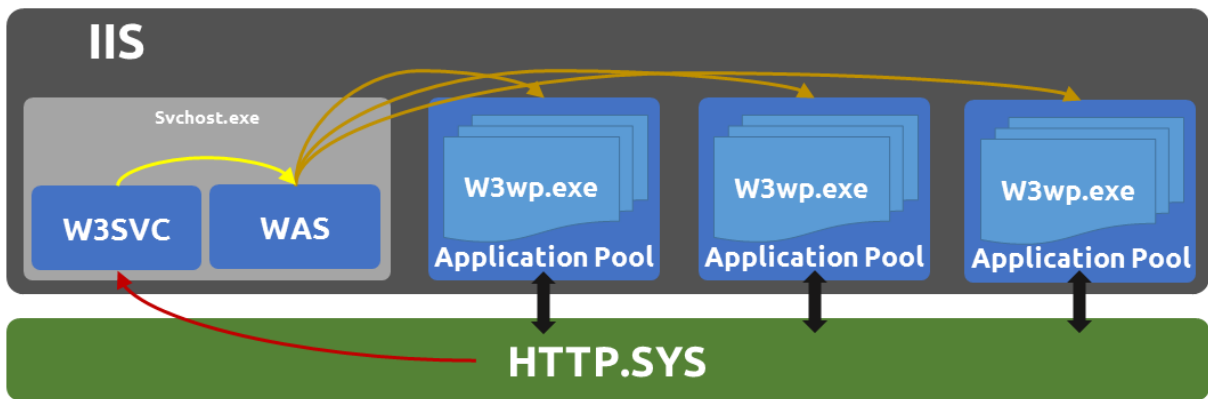 IIS
Svchost.exe
W3SVC
WAS
W3wp.exe
Application Pool
W3wp.exe
Application Pool
W3wp.exe
Application Pool
HTTP.SYS